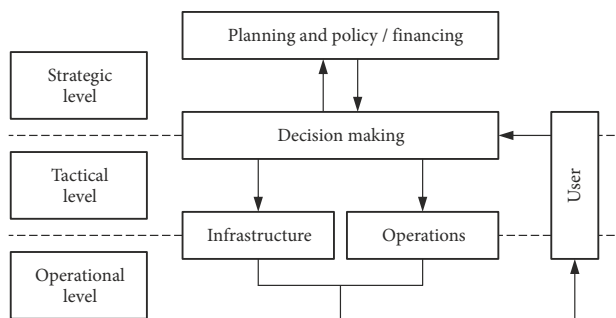 Planning and policy / financing
Strategic
level
Decision making
Tactical
level
User
Infrastructure
Operations
Operational
level